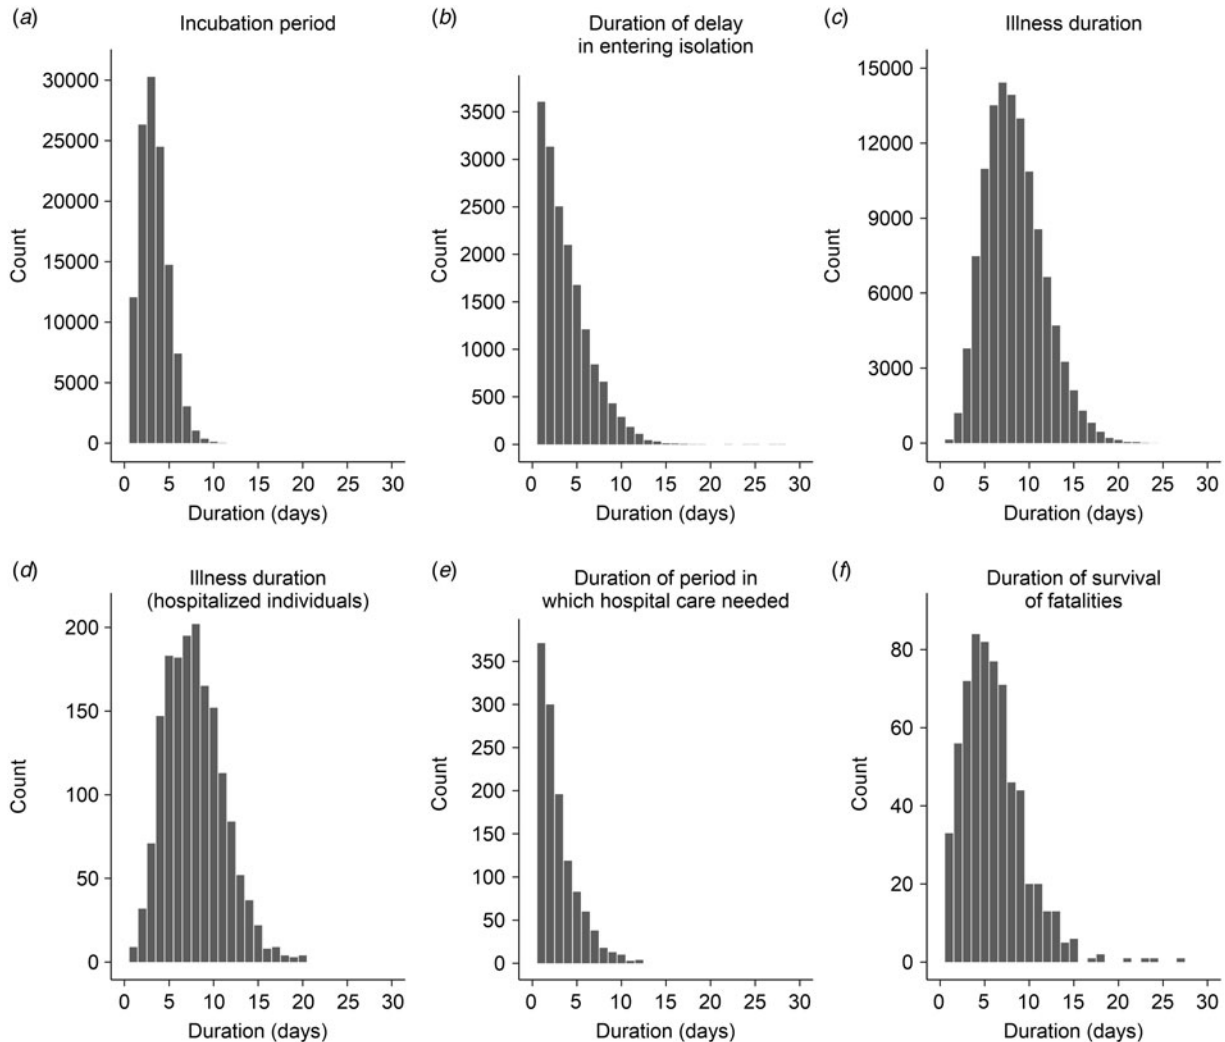 (a)
Incubation period
30000
25000
20000
15000
10000
5000
0
Count
0 5 10 15 20 25 30
Duration (days)
(b)
Duration of delay
in entering isolation
3500
3000
2500
2000
1500
1000
500
0
Count
0 5 10 15 20 25 30
Duration (days)
(c)
Illness duration
15000
12000
9000
6000
3000
0
Count
0 5 10 15 20 25 30
Duration (days)
(d)
Illness duration
(hospitalized individuals)
200
150
100
50
0
Count
0 5 10 15 20 25 30
Duration (days)
(e)
Duration of period in
which hospital care needed
350
300
250
200
150
100
50
0
Count
0 5 10 15 20 25 30
Duration (days)
(f)
Duration of survival
of fatalities
80
60
40
20
0
Count
0 5 10 15 20 25 30
Duration (days)